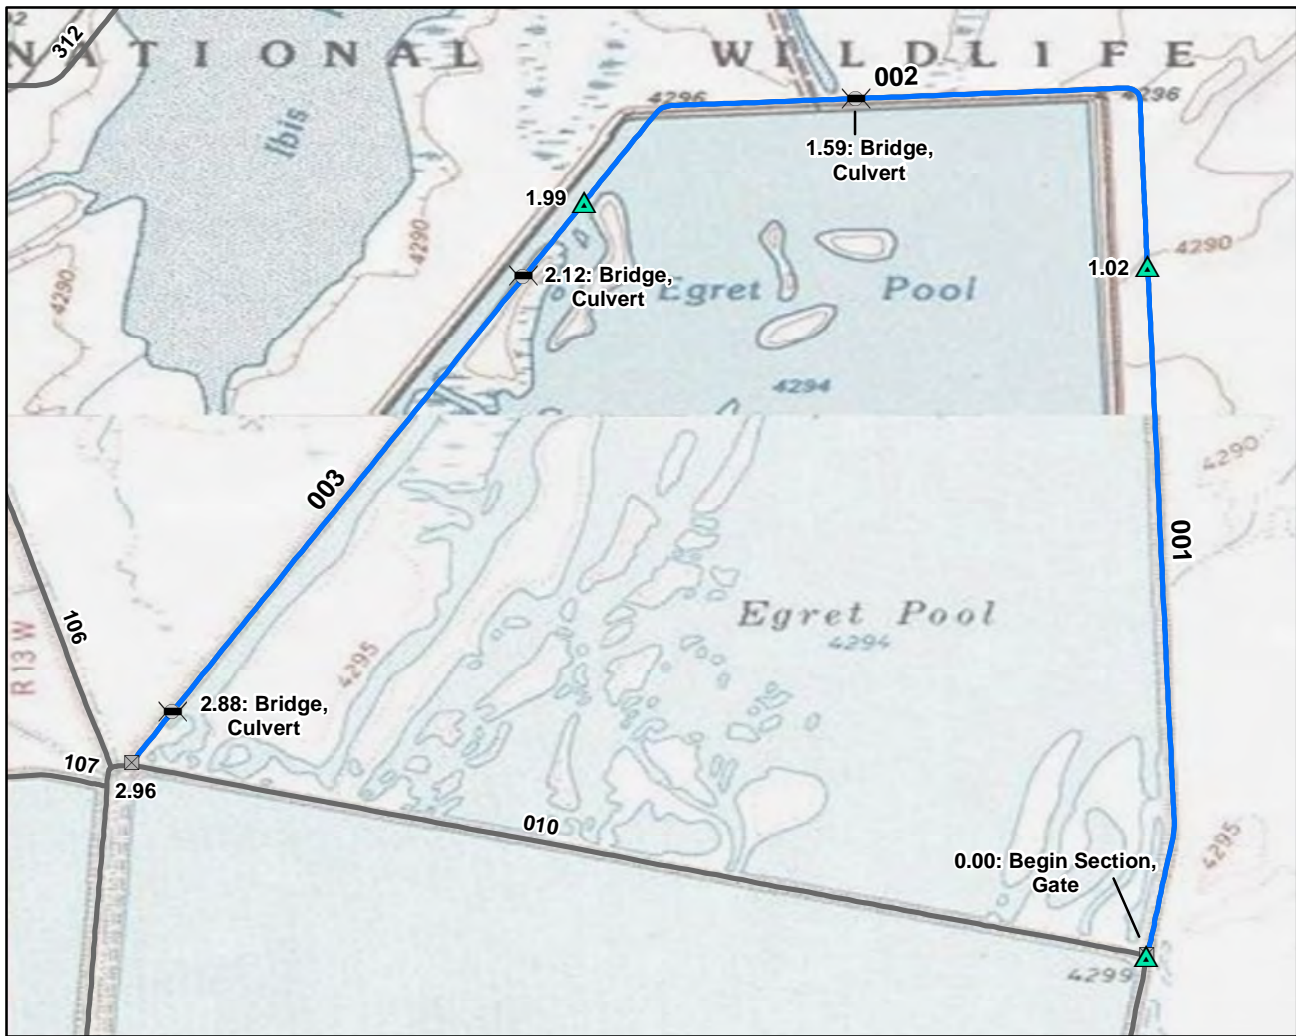 312
NATIONAL WILDLIFE
Ibis
4296
002
4296
1.59: Bridge,
Culvert
1.99
4290
4290
1.02
4290
2.12: Bridge,
Culvert
Egret Pool
4294
4290
003
001
106
R13W
Egret Pool
4294
4295
2.88: Bridge,
Culvert
107
2.96
010
4295
0.00: Begin Section,
Gate
4299